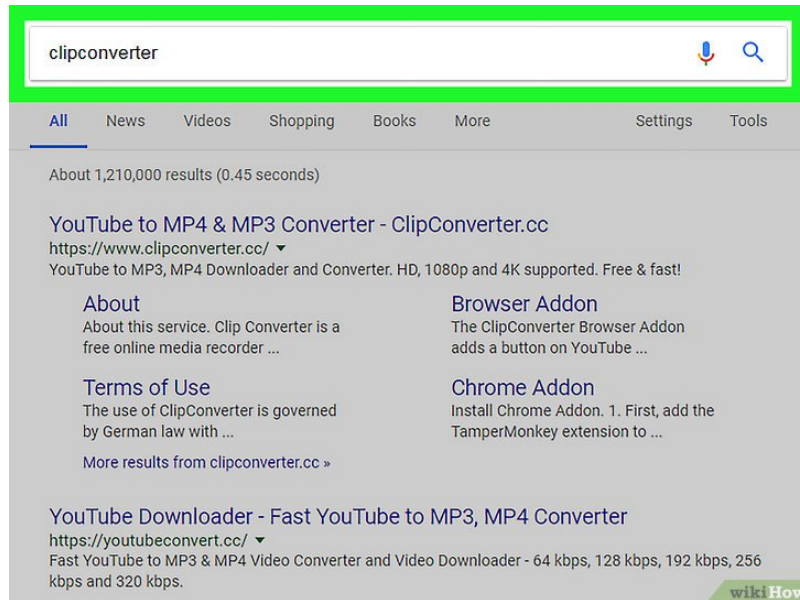 clipconverter
All News Videos Shopping Books More Settings Tools
About 1,210,000 results (0.45 seconds)
YouTube to MP4 & MP3 Converter - ClipConverter.cc
https://www.clipconverter.cc/
YouTube to MP3, MP4 Downloader and Converter. HD, 1080p and 4K supported. Free & fast!
About
About this service. Clip Converter is a
free online media recorder ...
Browser Addon
The ClipConverter Browser Addon
adds a button on YouTube ...
Terms of Use
The use of ClipConverter is governed
by German law with ...
Chrome Addon
Install Chrome Addon. 1. First, add the
TamperMonkey extension to ...
More results from clipconverter.cc »
YouTube Downloader - Fast YouTube to MP3, MP4 Converter
https://youtubeconvert.cc/
Fast YouTube to MP3 & MP4 Video Converter and Video Downloader - 64 kbps, 128 kbps, 192 kbps, 256
kbps and 320 kbps.
wikiHow